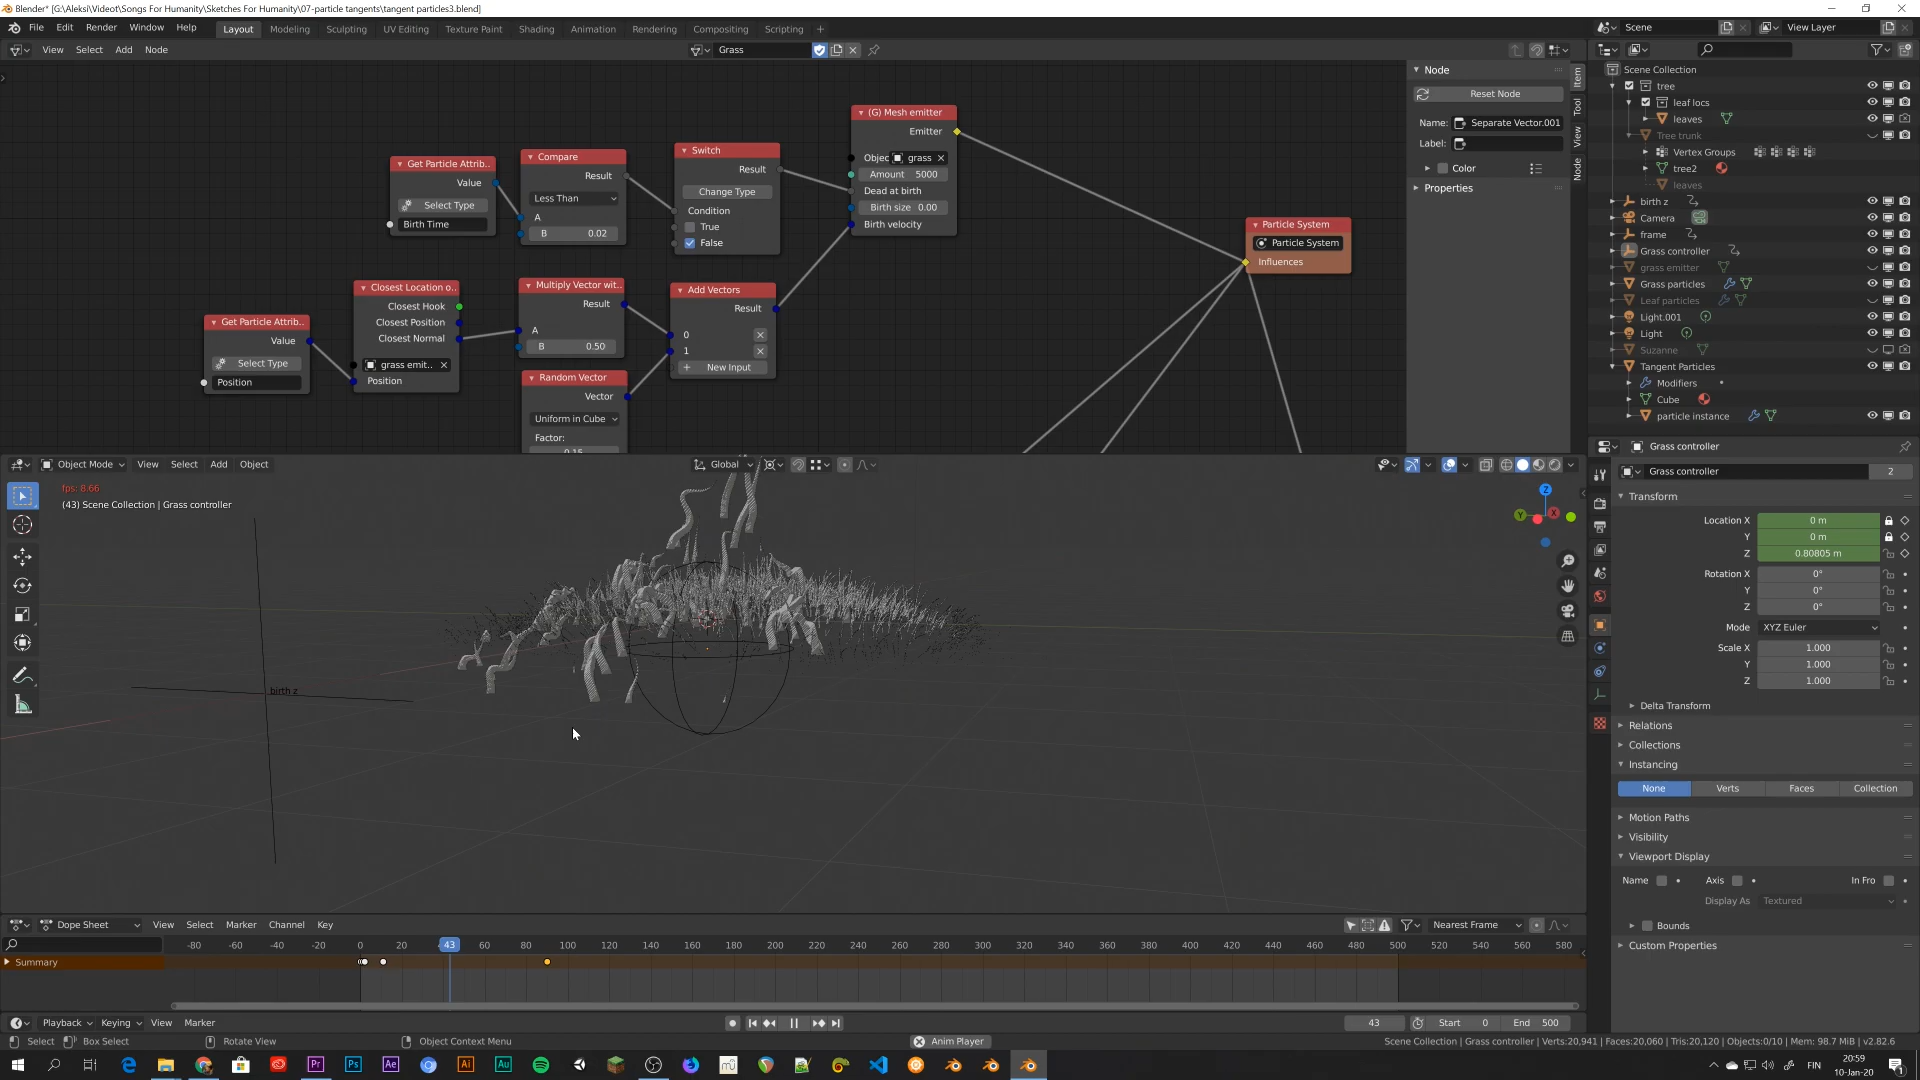 Blender* [G:\Aleksi\Videot\Songs For Humanity\Sketches For Humanity\07-particle tangents\tangent particles3.blend]
File Edit Render Window Help Layout Modeling Sculpting UV Editing Texture Paint Shading Animation Rendering Compositing Scripting + Scene View Layer
View Select Add Node Grass
Node
Reset Node
Name: Separate Vector.001
Label:
Color
Properties
Item
Tool
View
Node
(G) Mesh emitter
Emitter
Objec grass
Amount 5000
Dead at birth
Birth size 0.00
Birth velocity
Switch
Result
Change Type
Condition
True
False
Compare
Result
Less Than
A
B 0.02
Get Particle Attrib..
Value
Select Type
Birth Time
Particle System
Particle System
Influences
Closest Location o..
Closest Hook
Closest Position
Closest Normal
grass emit..
Position
Multiply Vector wit..
Result
A
B 0.50
Add Vectors
Result
0
1
New Input
Get Particle Attrib..
Value
Select Type
Position
Random Vector
Vector
Uniform in Cube
Factor:
0.15
Scene Collection
tree
leaf locs
leaves
Tree trunk
Vertex Groups
tree2
leaves
birth z
Camera
frame
Grass controller
grass emitter
Grass particles
Leaf particles
Light.001
Light
Suzanne
Tangent Particles
Modifiers
Cube
particle instance
Object Mode View Select Add Object Global
fps: 8.66
(43) Scene Collection | Grass controller
birth z
Z
Y
X
Grass controller
Grass controller 2
Transform
Location X 0 m
Y 0 m
Z 0.80805 m
Rotation X 0°
Y 0°
Z 0°
Mode XYZ Euler
Scale X 1.000
Y 1.000
Z 1.000
Delta Transform
Relations
Collections
Instancing
None Verts Faces Collection
Motion Paths
Visibility
Viewport Display
Name Axis In Fro
Display As Textured
Bounds
Custom Properties
Dope Sheet View Select Marker Channel Key Nearest Frame
-80 -60 -40 -20 0 20 43 60 80 100 120 140 160 180 200 220 240 260 280 300 320 340 360 380 400 420 440 460 480 500 520 540 560 580
Summary
Playback Keying View Marker 43 Start 0 End 500
Select Box Select Rotate View Object Context Menu Anim Player Scene Collection | Grass controller | Verts:20,941 | Faces:20,060 | Tris:20,120 | Objects:0/10 | Mem: 98.7 MiB | v2.82.6
Pr Ps Ae Ai Au FIN 20:59
10-Jan-20